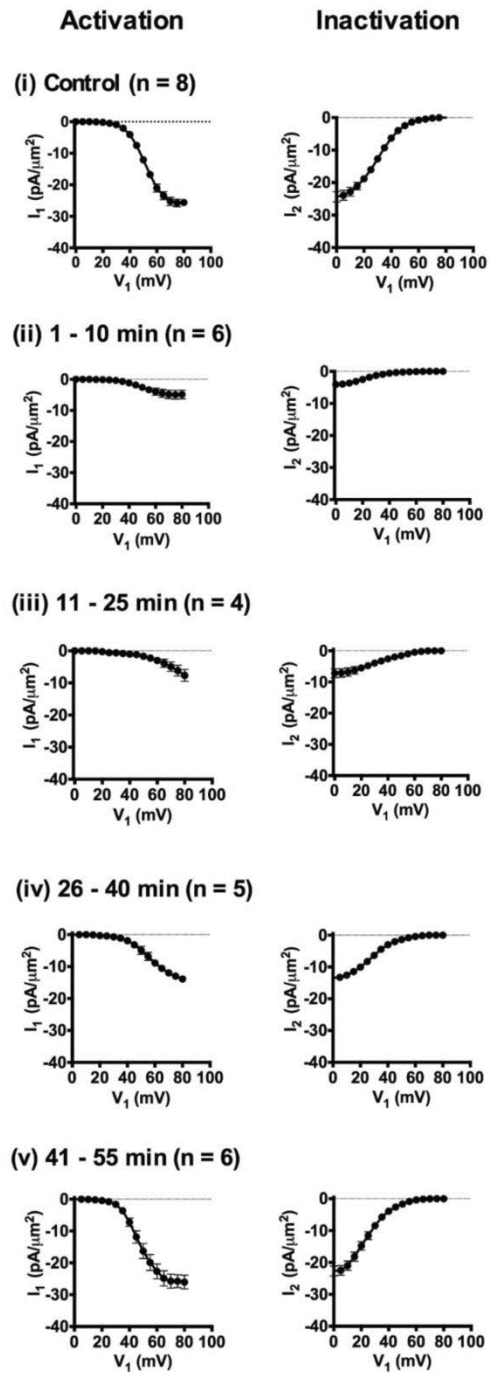 Activation Inactivation
(i) Control (n = 8)
0
-10
-20
-30
-40
I1 (pA/μm²)
0 20 40 60 80 100
V1 (mV)
0
-10
-20
-30
-40
I2 (pA/μm²)
0 20 40 60 80 100
V1 (mV)
(ii) 1 - 10 min (n = 6)
0
-10
-20
-30
-40
I1 (pA/μm²)
0 20 40 60 80 100
V1 (mV)
0
-10
-20
-30
-40
I2 (pA/μm²)
0 20 40 60 80 100
V1 (mV)
(iii) 11 - 25 min (n = 4)
0
-10
-20
-30
-40
I1 (pA/μm²)
0 20 40 60 80 100
V1 (mV)
0
-10
-20
-30
-40
I2 (pA/μm²)
0 20 40 60 80 100
V1 (mV)
(iv) 26 - 40 min (n = 5)
0
-10
-20
-30
-40
I1 (pA/μm²)
0 20 40 60 80 100
V1 (mV)
0
-10
-20
-30
-40
I2 (pA/μm²)
0 20 40 60 80 100
V1 (mV)
(v) 41 - 55 min (n = 6)
0
-10
-20
-30
-40
I1 (pA/μm²)
0 20 40 60 80 100
V1 (mV)
0
-10
-20
-30
-40
I2 (pA/μm²)
0 20 40 60 80 100
V1 (mV)